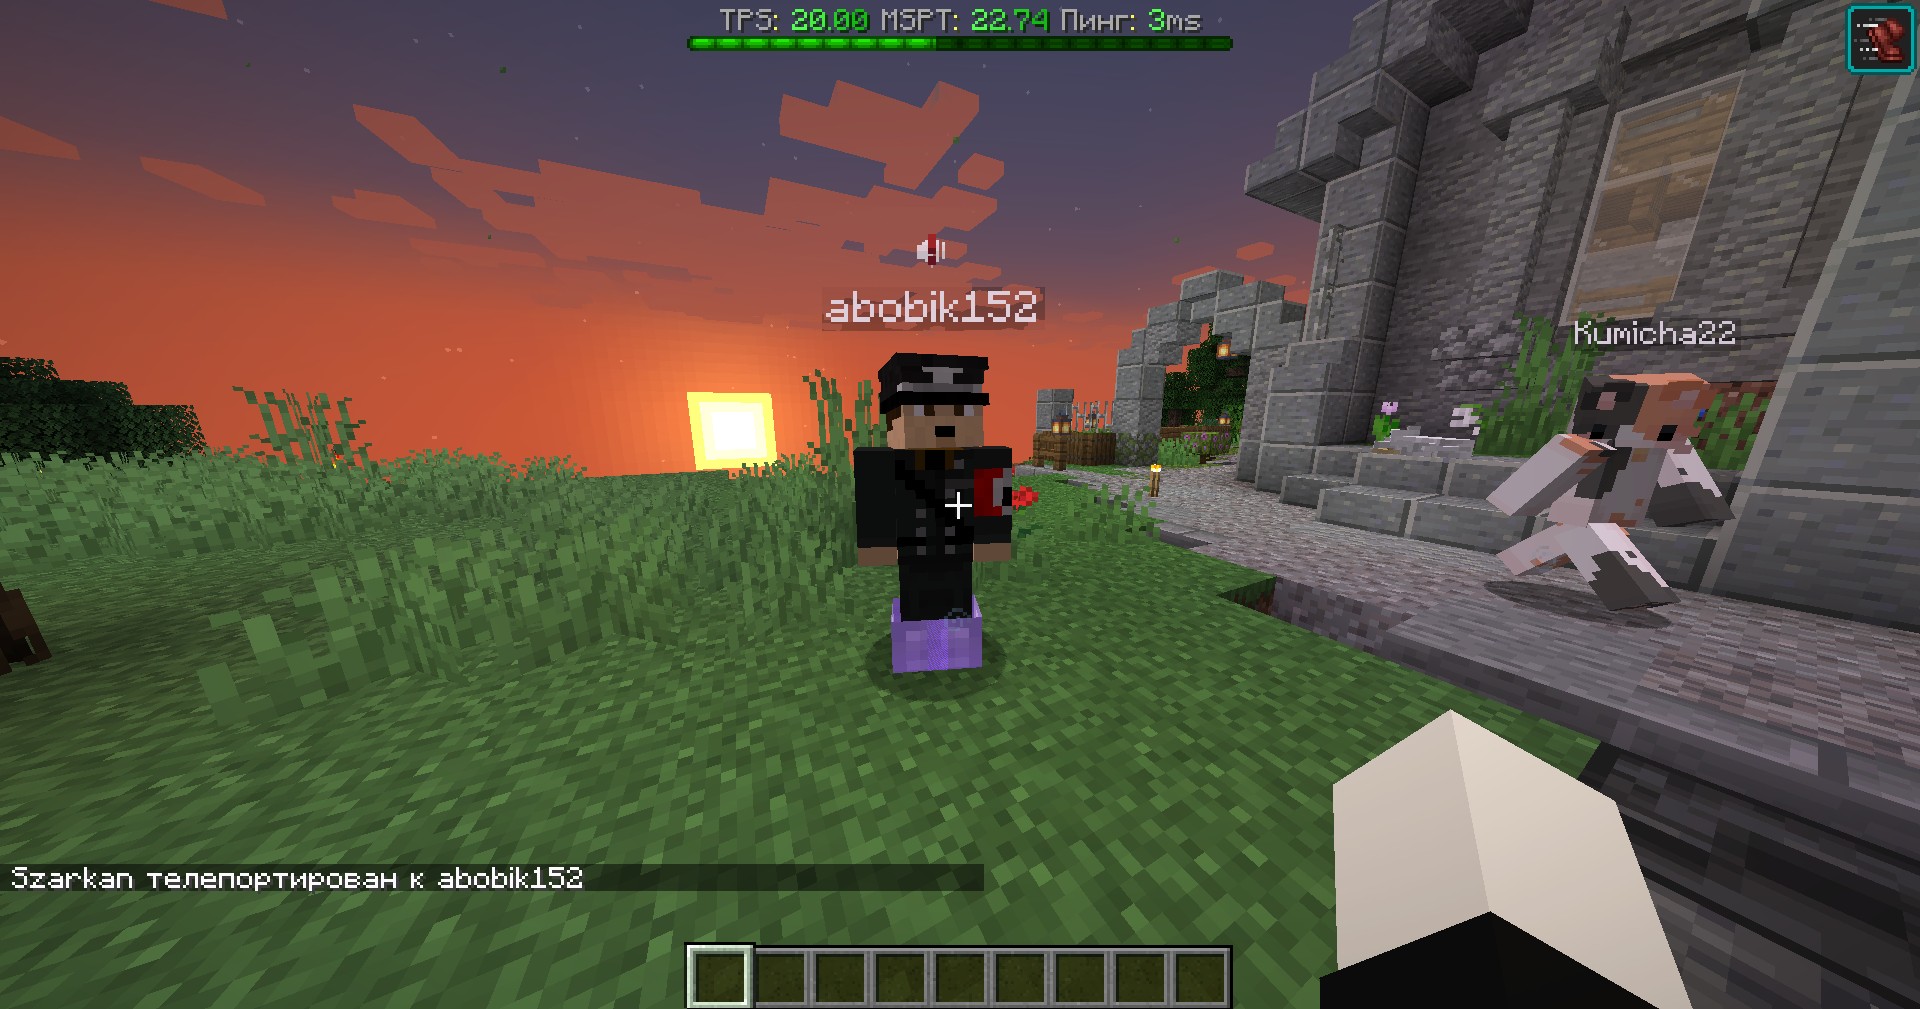 TPS: 20.00 MSPT: 22.74 Пинг: 3ms
abobik152
Kumicha22
Szarkan телепортирован к abobik152